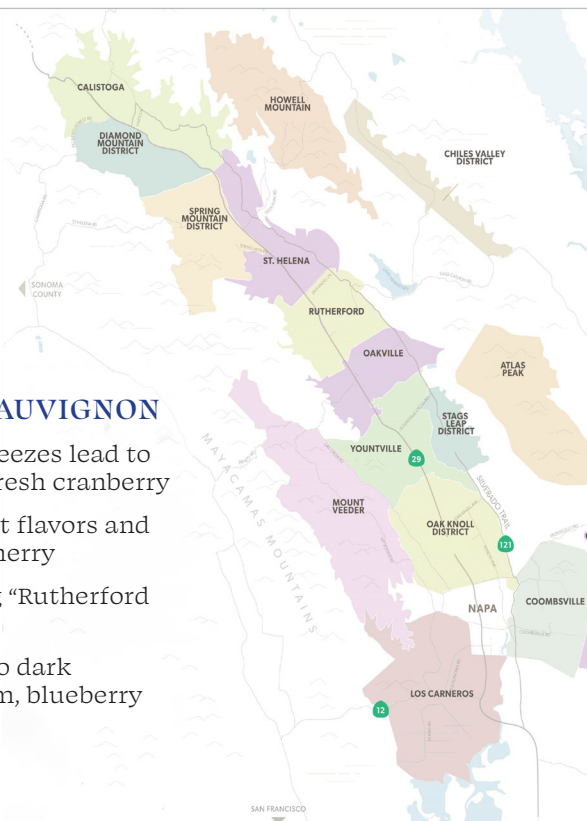 CALISTOGA
HOWELL
MOUNTAIN
DIAMOND
MOUNTAIN
DISTRICT
CHILES VALLEY
DISTRICT
SPRING
MOUNTAIN
DISTRICT
ST. HELENA
SONOMA
COUNTY
RUTHERFORD
OAKVILLE
ATLAS
PEAK
AUVIGNON
eezes lead to
resh cranberry
t flavors and
herry
g “Rutherford
o dark
m, blueberry
STAGS
LEAP
DISTRICT
YOUNTVILLE
29
MAYACAMAS MOUNTAINS
SILVERADO TRAIL
MOUNT
VEEDER
OAK KNOLL
DISTRICT
121
NAPA
COOMBSVILLE
LOS CARNEROS
12
SAN FRANCISCO